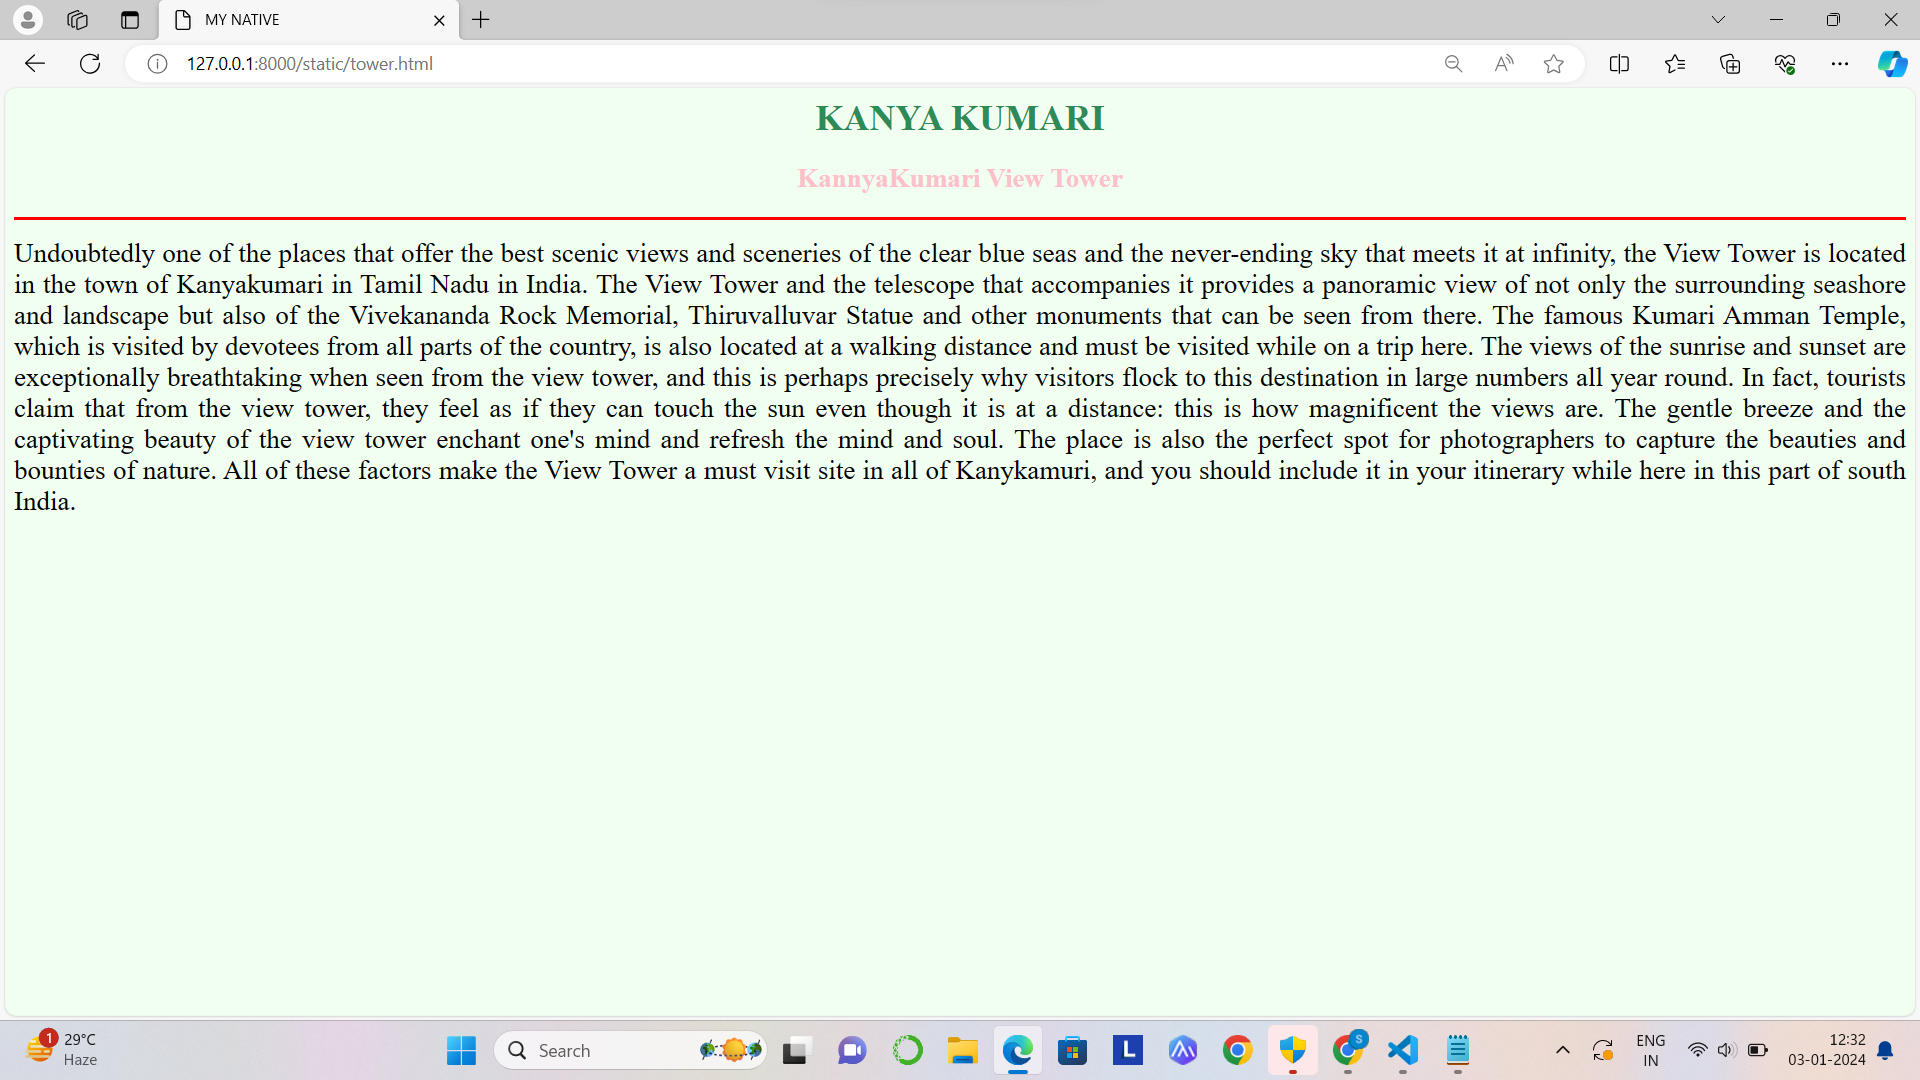 MY NATIVE
127.0.0.1:8000/static/tower.html
KANYA KUMARI
KannyaKumari View Tower
Undoubtedly one of the places that offer the best scenic views and sceneries of the clear blue seas and the never-ending sky that meets it at infinity, the View Tower is located
in the town of Kanyakumari in Tamil Nadu in India. The View Tower and the telescope that accompanies it provides a panoramic view of not only the surrounding seashore
and landscape but also of the Vivekananda Rock Memorial, Thiruvalluvar Statue and other monuments that can be seen from there. The famous Kumari Amman Temple,
which is visited by devotees from all parts of the country, is also located at a walking distance and must be visited while on a trip here. The views of the sunrise and sunset are
exceptionally breathtaking when seen from the view tower, and this is perhaps precisely why visitors flock to this destination in large numbers all year round. In fact, tourists
claim that from the view tower, they feel as if they can touch the sun even though it is at a distance: this is how magnificent the views are. The gentle breeze and the
captivating beauty of the view tower enchant one's mind and refresh the mind and soul. The place is also the perfect spot for photographers to capture the beauties and
bounties of nature. All of these factors make the View Tower a must visit site in all of Kanykamuri, and you should include it in your itinerary while here in this part of south
India.
1
29°C
Haze
Search
L
S
ENG
IN
12:32
03-01-2024